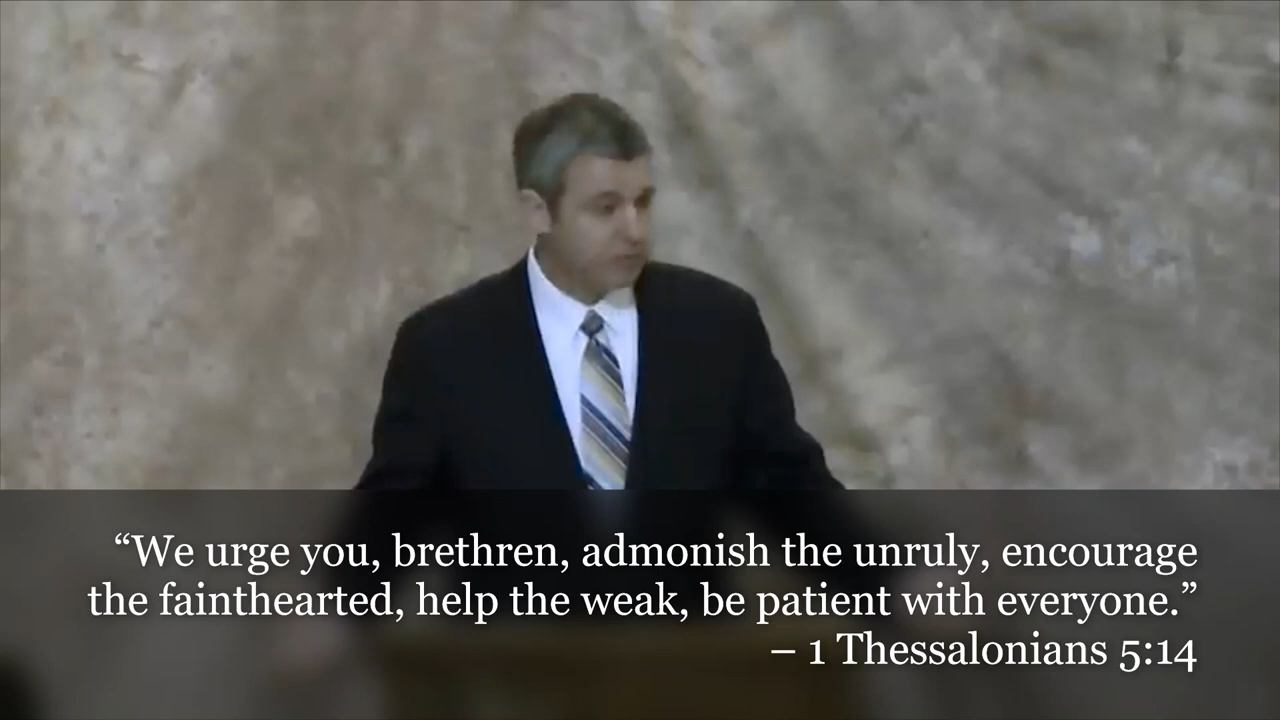 “We urge you, brethren, admonish the unruly, encourage
the fainthearted, help the weak, be patient with everyone.”
– 1 Thessalonians 5:14